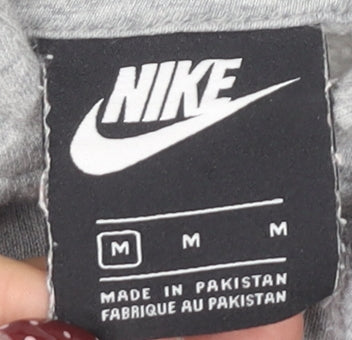 NIKE
M M M
MADE IN PAKISTAN
FABRIQUE AU PAKISTAN